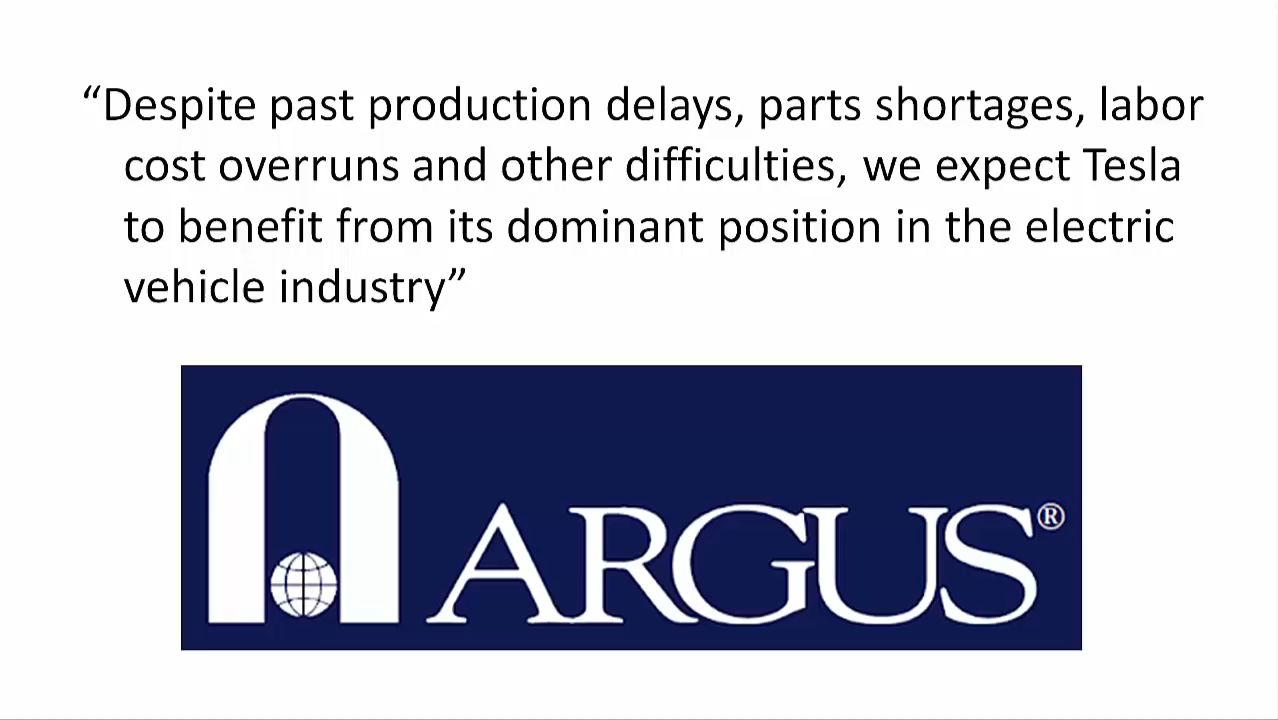 “Despite past production delays, parts shortages, labor
cost overruns and other difficulties, we expect Tesla
to benefit from its dominant position in the electric
vehicle industry”
ARGUS®